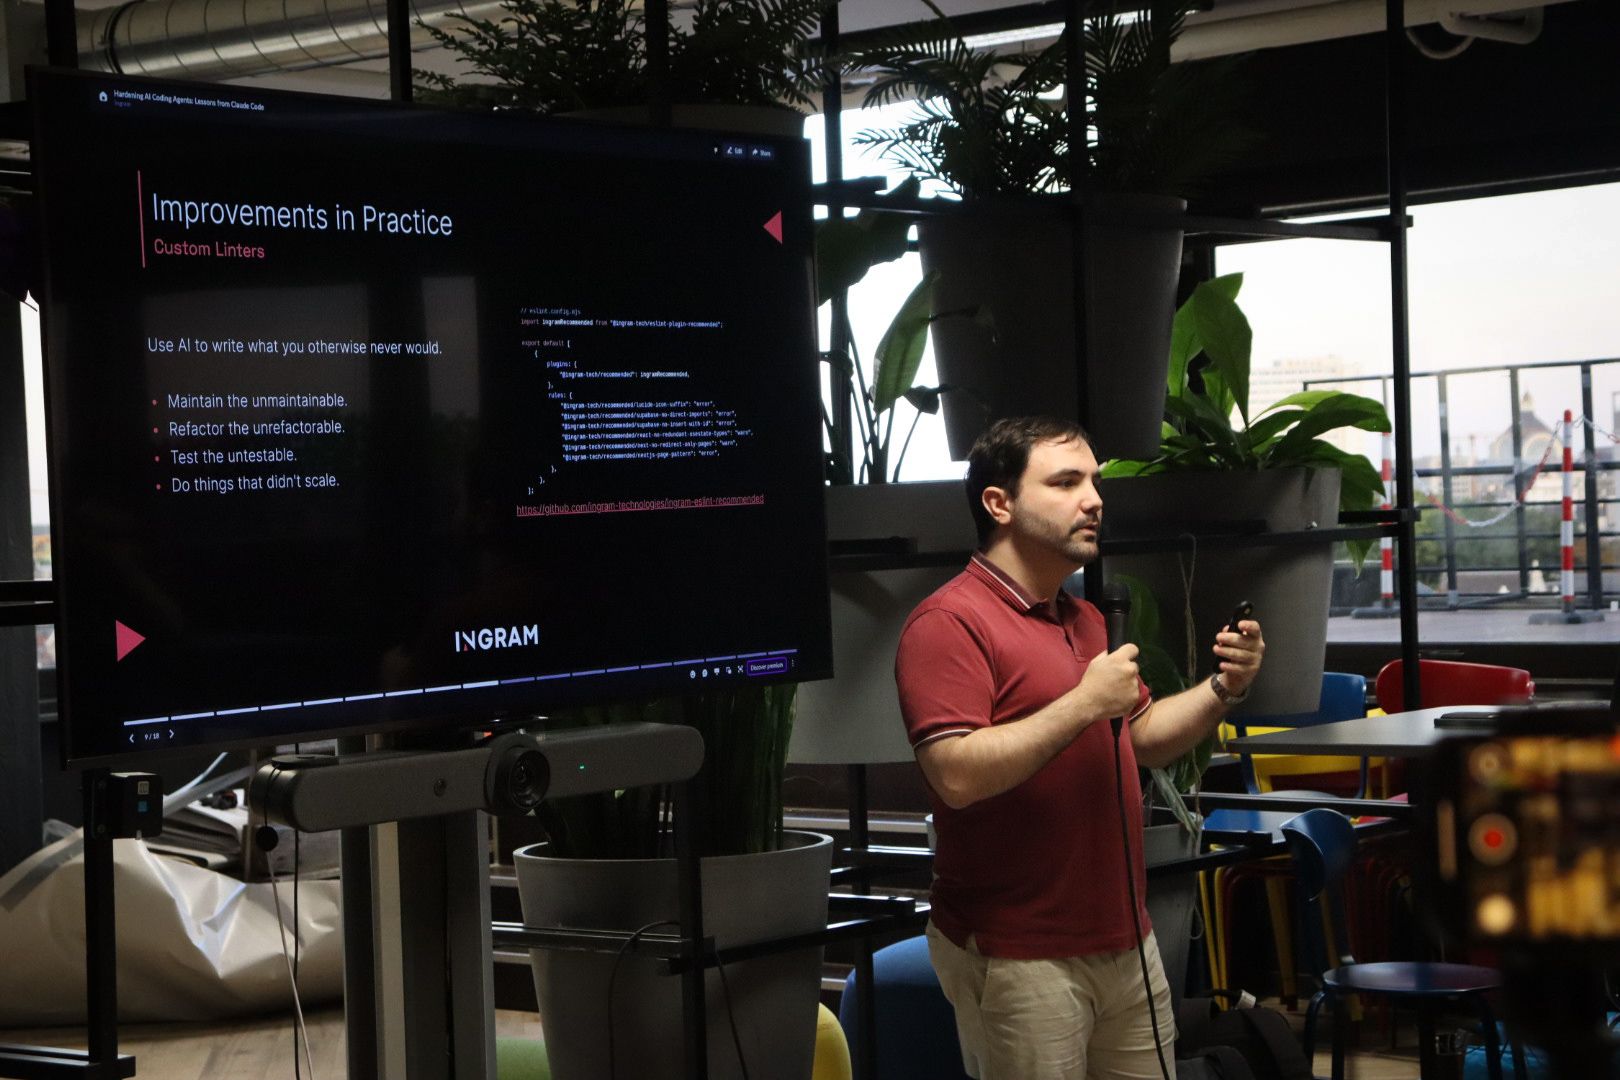 Hardening AI Coding Agents: Lessons from Claude Code
Ingram
Edit
Share
Improvements in Practice
Custom Linters
Use AI to write what you otherwise never would.
• Maintain the unmaintainable.
• Refactor the unrefactorable.
• Test the untestable.
• Do things that didn't scale.
// eslint.config.mjs
import ingramRecommended from "@ingram-tech/eslint-plugin-recommended";
export default [
{
plugins: {
"@ingram-tech/recommended": ingramRecommended,
},
rules: {
"@ingram-tech/recommended/lucide-icon-suffix": "error",
"@ingram-tech/recommended/supabase-no-direct-imports": "error",
"@ingram-tech/recommended/supabase-no-insert-with-id": "error",
"@ingram-tech/recommended/react-no-redundant-usestate-types": "warn",
"@ingram-tech/recommended/next-no-redirect-only-pages": "warn",
"@ingram-tech/recommended/nextjs-page-pattern": "error",
},
},
];
https://github.com/ingram-technologies/ingram-eslint-recommended
INGRAM
Discover premium
9 / 18